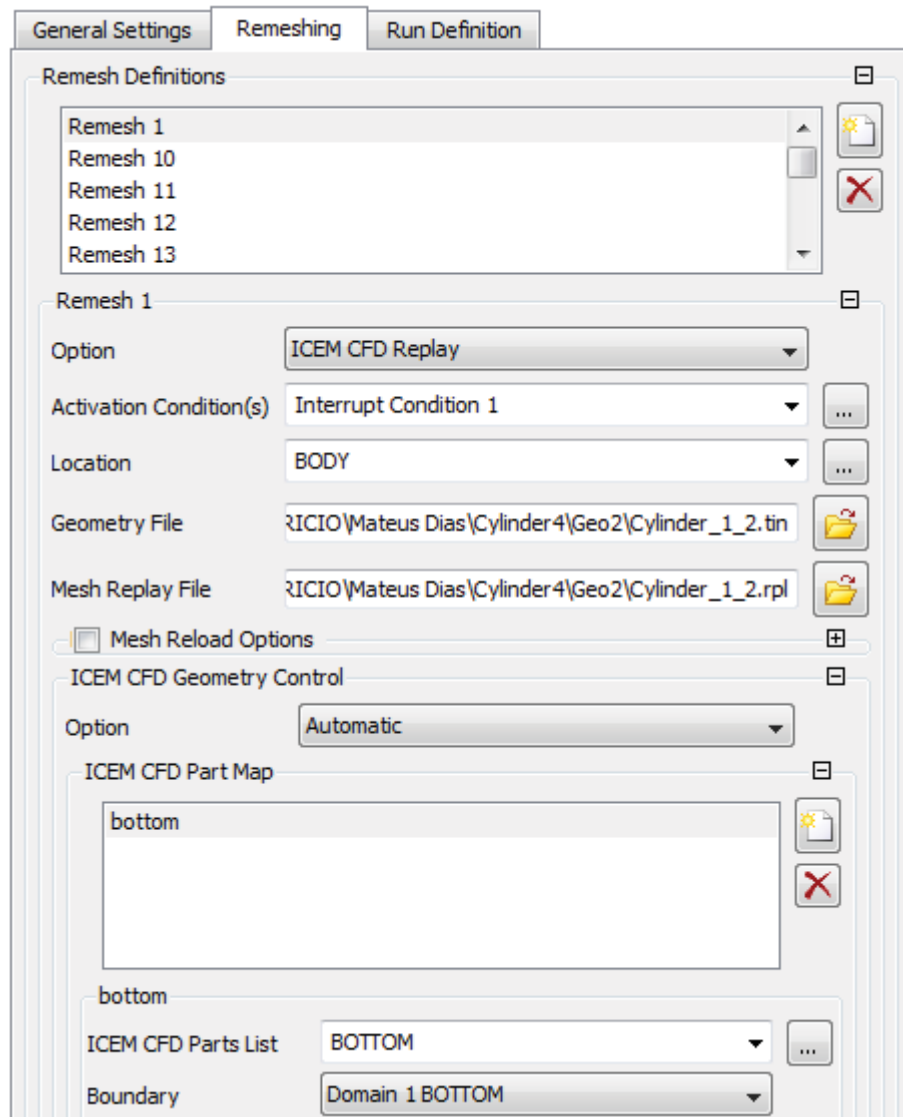 General Settings Remeshing Run Definition
Remesh Definitions
Remesh 1
Remesh 10
Remesh 11
Remesh 12
Remesh 13
Remesh 1
Option ICEM CFD Replay
Activation Condition(s) Interrupt Condition 1 ...
Location BODY ...
Geometry File RICIO\Mateus Dias\Cylinder4\Geo2\Cylinder_1_2.tin
Mesh Replay File RICIO\Mateus Dias\Cylinder4\Geo2\Cylinder_1_2.rpl
Mesh Reload Options
ICEM CFD Geometry Control
Option Automatic
ICEM CFD Part Map
bottom
bottom
ICEM CFD Parts List BOTTOM ...
Boundary Domain 1 BOTTOM